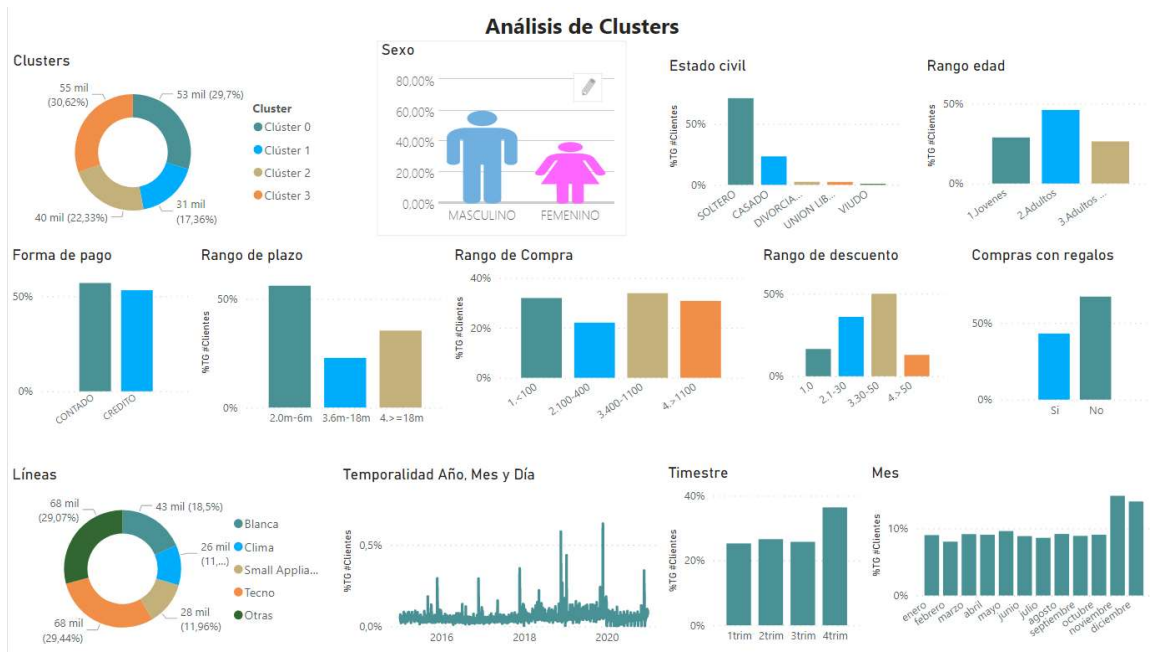 Análisis de Clusters
Clusters
55 mil
(30,62%)
53 mil (29,7%)
40 mil (22,33%)
31 mil
(17,36%)
Cluster
Clúster 0
Clúster 1
Clúster 2
Clúster 3
Sexo
80,00%
60,00%
40,00%
20,00%
0,00%
MASCULINO
FEMENINO
Estado civil
%TG #Clientes
50%
0%
SOLTERO
CASADO
DIVORCIA...
UNION LIB...
VIUDO
Rango edad
%TG #Clientes
50%
0%
1.Jovenes
2.Adultos
3.Adultos ...
Forma de pago
50%
0%
CONTADO
CREDITO
Rango de plazo
%TG #Clientes
50%
0%
2.0m-6m
3.6m-18m
4.>=18m
Rango de Compra
%TG #Clientes
40%
20%
0%
1.<100
2.100-400
3.400-1100
4.>1100
Rango de descuento
50%
0%
1.0
2.1-30
3.30-50
4.>50
Compras con regalos
50%
0%
Si
No
Líneas
68 mil
(29,07%)
43 mil (18,5%)
26 mil
(11,...)
28 mil
(11,96%)
68 mil
(29,44%)
Blanca
Clima
Small Applia...
Tecno
Otras
Temporalidad Año, Mes y Día
%TG #Clientes
0,5%
0,0%
2016
2018
2020
Timestre
%TG #Clientes
40%
20%
0%
1trim
2trim
3trim
4trim
Mes
%TG #Clientes
10%
0%
enero
febrero
marzo
abril
mayo
junio
julio
agosto
septiembre
octubre
noviembre
diciembre